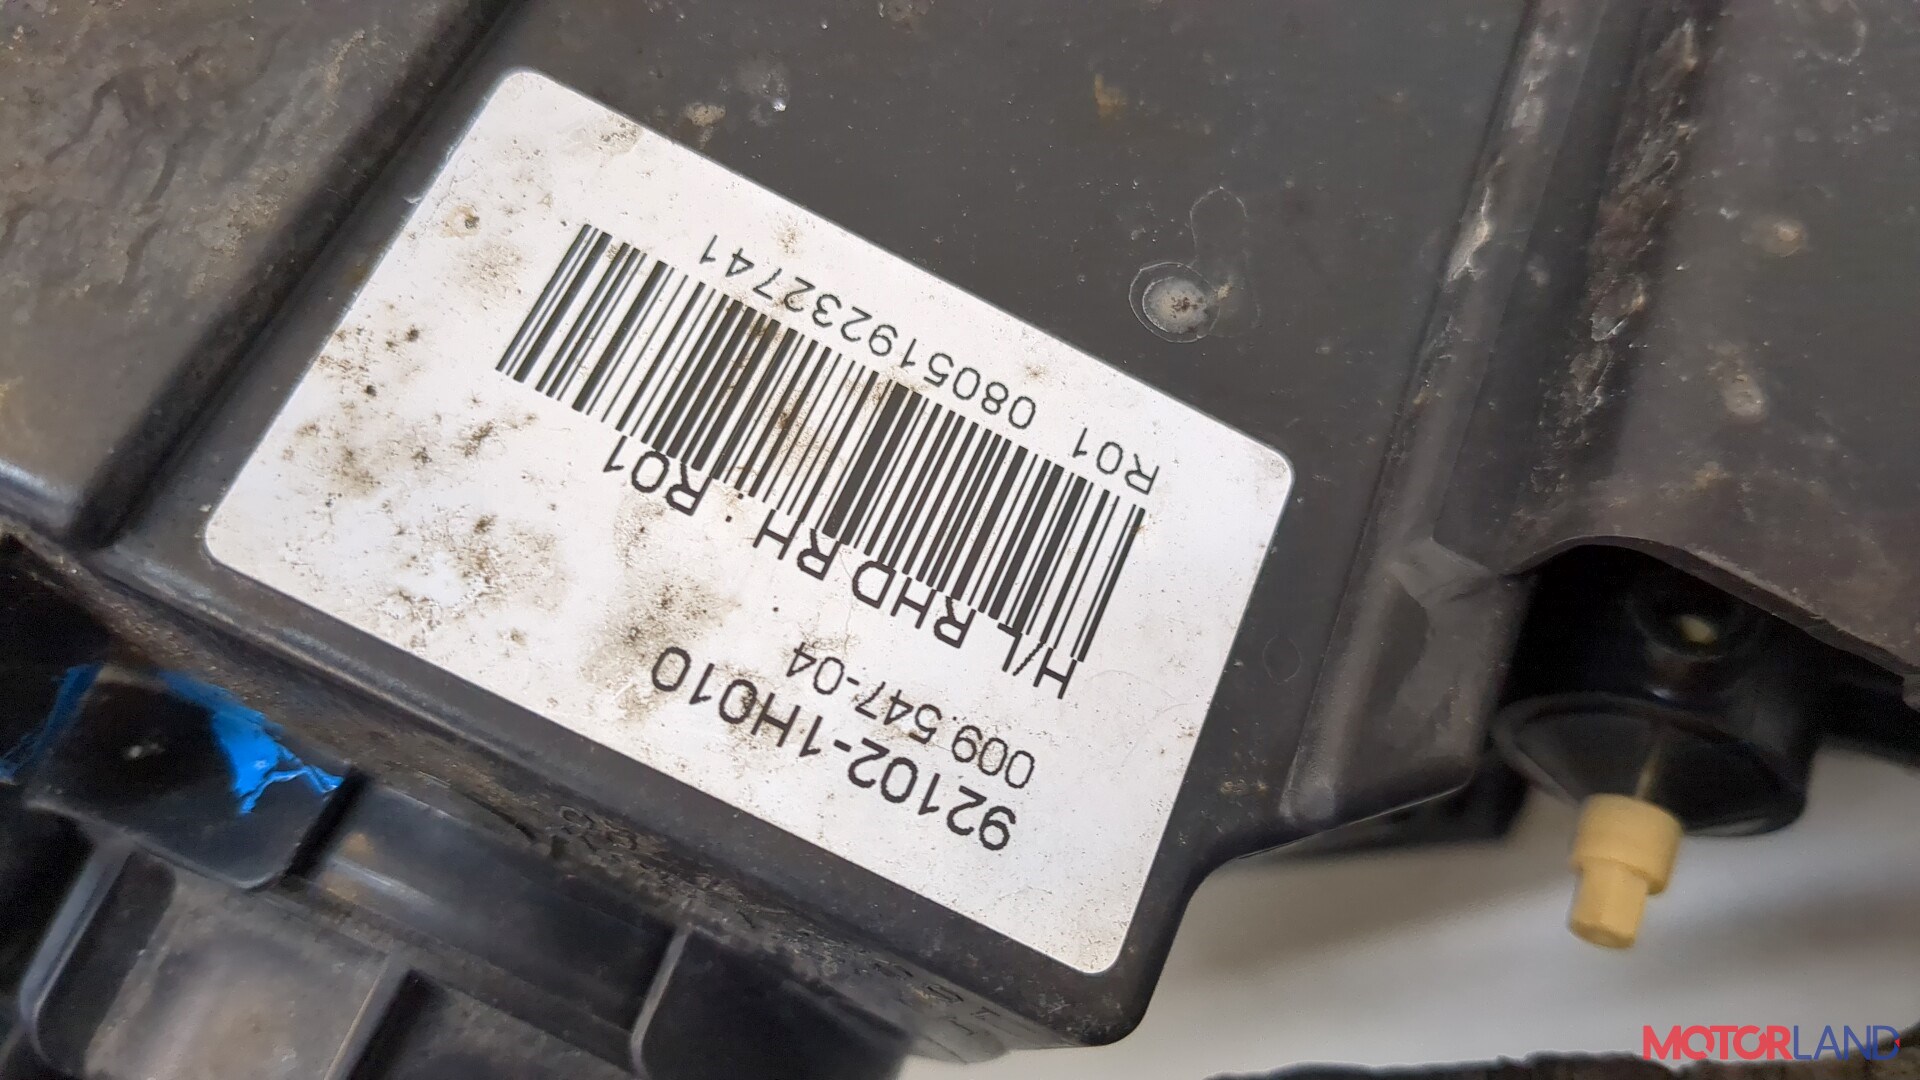 92102-1H010
009.547-04
H/L RHD RH . R01
R01 080519232741
MOTORLAND